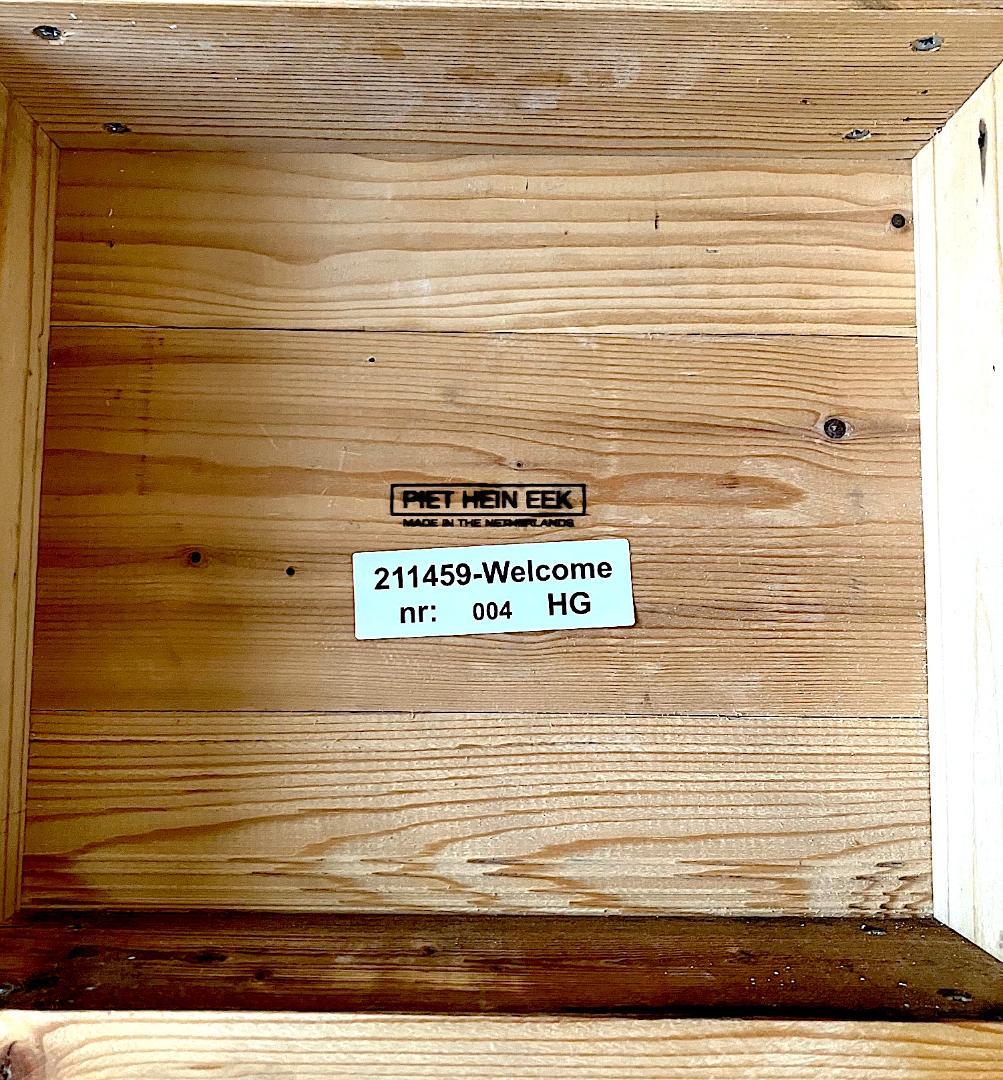 PIET HEIN EEK
MADE IN THE NETHERLANDS
211459-Welcome
nr: 004 HG